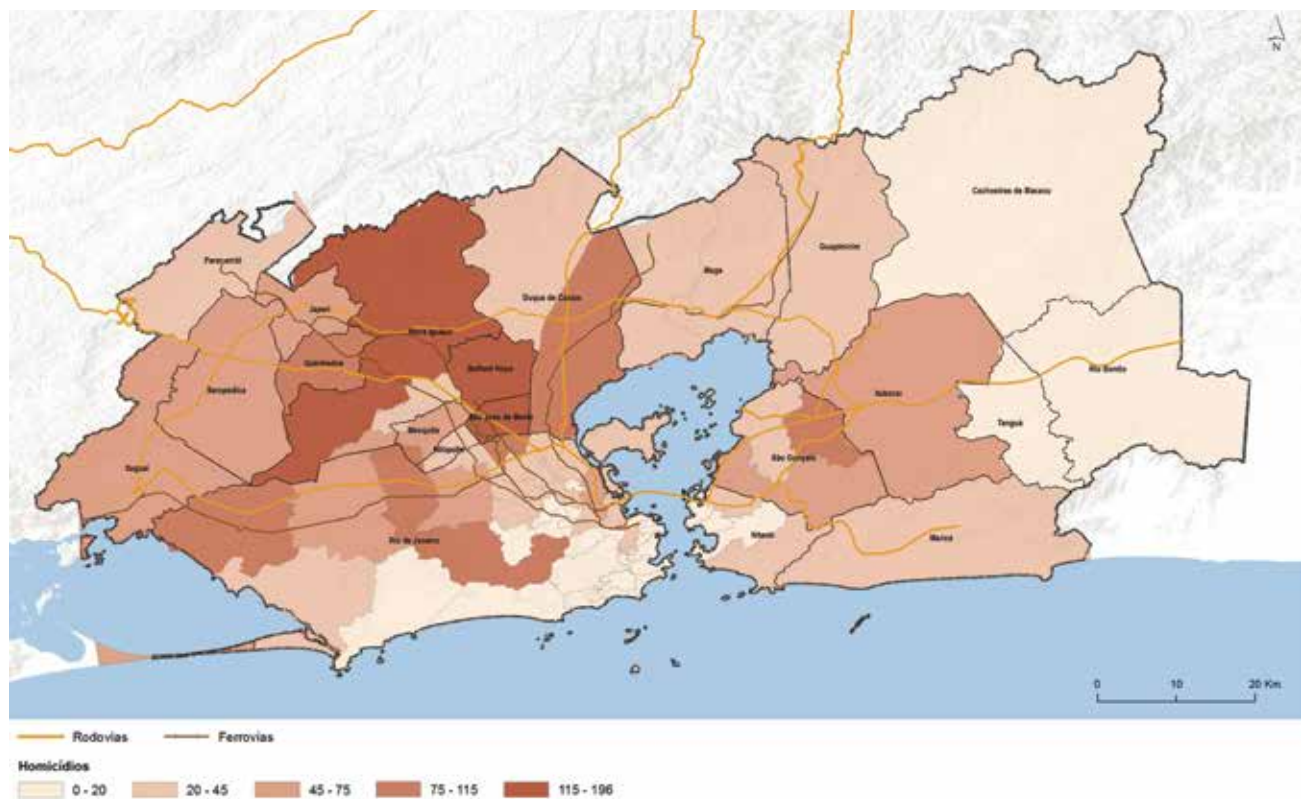 N
Cachoeiras de Macacu
Paracambi
Guapimirim
Magé
Duque de Caxias
Japeri
Nova Iguaçu
Queimados
Belford Roxo
Rio Bonito
Seropédica
Itaboraí
São João de Meriti
Tanguá
Mesquita
Nilópolis
São Gonçalo
Itaguaí
Rio de Janeiro
Niterói
Maricá
0 10 20 Km
Rodovias Ferrovias
Homicídios
0 - 20 20 - 45 45 - 75 75 - 115 115 - 196